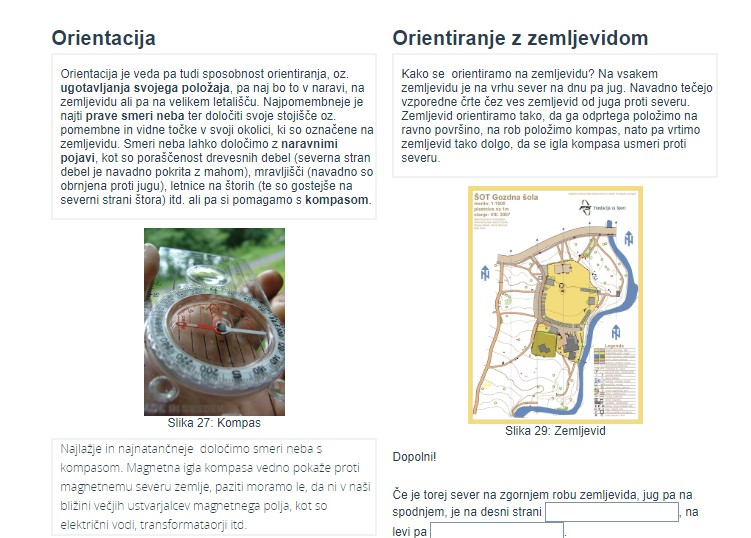 Orientacija
Orientacija je veda pa tudi sposobnost orientiranja, oz.
ugotavljanja svojega položaja, pa naj bo to v naravi, na
zemljevidu ali pa na velikem letališču. Najpombneje je
najti prave smeri neba ter določiti svoje stojišče oz.
pomembne in vidne točke v svoji okolici, ki so označene na
zemljevidu. Smeri neba lahko določimo z naravnimi
pojavi, kot so poraščenost drevesnih debel (severna stran
debel je navadno pokrita z mahom), mravljišči (navadno so
obrnjena proti jugu), letnice na štorih (te so gostejše na
severni strani štora) itd. ali pa si pomagamo s kompasom.
Slika 27: Kompas
Najlažje in najnatančneje določimo smeri neba s
kompasom. Magnetna igla kompasa vedno pokaže proti
magnetnemu severu zemlje, paziti moramo le, da ni v naši
bližini večjih ustvarjalcev magnetnega polja, kot so
električni vodi, transformataorji itd.
Orientiranje z zemljevidom
Kako se orientiramo na zemljevidu? Na vsakem
zemljevidu je na vrhu sever na dnu pa jug. Navadno tečejo
vzporedne črte čez ves zemljevid od juga proti severu.
Zemljevid orientiramo tako, da ga odprtega položimo na
ravno površino, na rob položimo kompas, nato pa vrtimo
zemljevid tako dolgo, da se igla kompasa usmeri proti
severu.
ŠOT Gozdna šola
Legenda
Slika 29: Zemljevid
Dopolni!
Če je torej sever na zgornjem robu zemljevida, jug pa na
spodnjem, je na desni strani , na
levi pa .